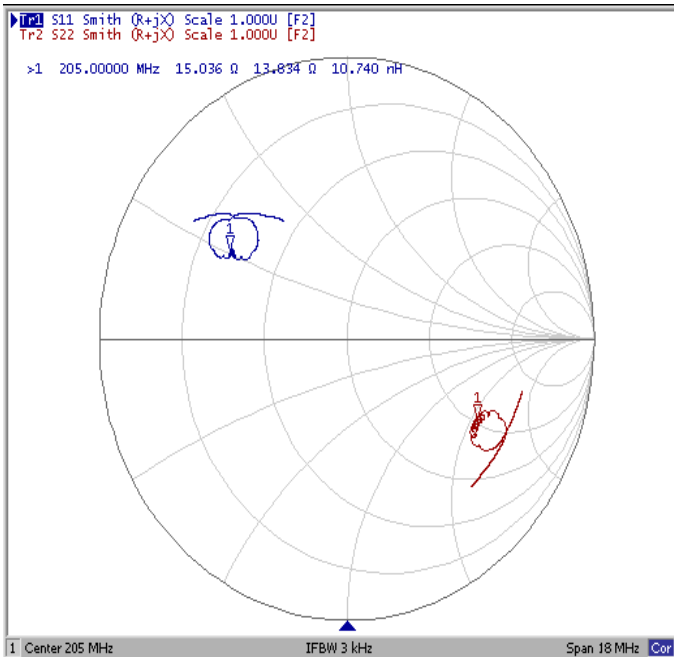 Tr1 S11 Smith (R+jX) Scale 1.000U [F2]
Tr2 S22 Smith (R+jX) Scale 1.000U [F2]
>1 205.00000 MHz 15.036 Ω 13.834 Ω 10.740 nH
1
1
1 Center 205 MHz IFBW 3 kHz Span 18 MHz Cor